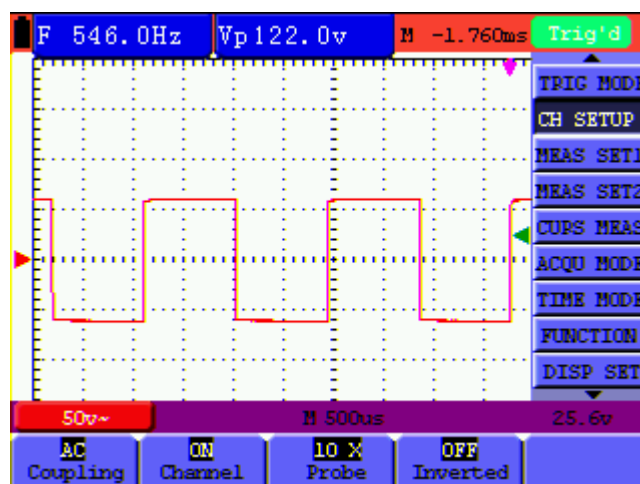 F 546.0Hz Vp122.0v M -1.760ms Trig'd
TRIG MODE
CH SETUP
MEAS SET1
MEAS SET2
CURS MEAS
ACQU MODE
TIME MODE
FUNCTION
DISP SET
50v~ M 500us 25.6v
AC ON 10 X OFF
Coupling Channel Probe Inverted